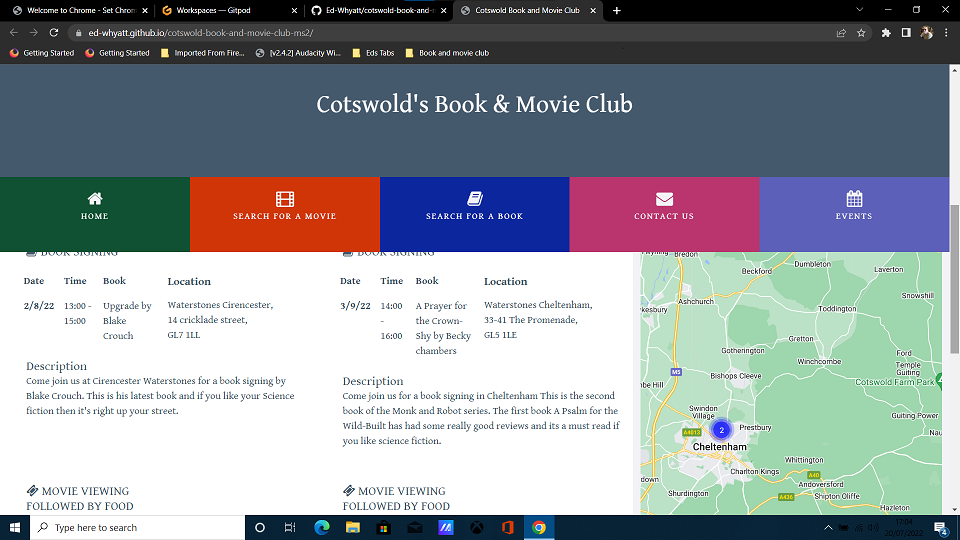 Welcome to Chrome - Set Chrom
Workspaces — Gitpod
Ed-Whyatt/cotswold-book-and-m
Cotswold Book and Movie Club
ed-whyatt.github.io/cotswold-book-and-movie-club-ms2/
Getting Started
Getting Started
Imported From Fire...
[v2.4.2] Audacity Wi...
Eds Tabs
Book and movie club
Cotswold's Book & Movie Club
HOME
SEARCH FOR A MOVIE
SEARCH FOR A BOOK
CONTACT US
EVENTS
BOOK SIGNING
Date Time Book Location
2/8/22 13:00 - Upgrade by Waterstones Cirencester,
15:00 Blake 14 cricklade street,
Crouch GL7 1LL
Description
Come join us at Cirencester Waterstones for a book signing by
Blake Crouch. This is his latest book and if you like your Science
fiction then it's right up your street.
MOVIE VIEWING
FOLLOWED BY FOOD
BOOK SIGNING
Date Time Book Location
3/9/22 14:00 A Prayer for Waterstones Cheltenham,
- the Crown- 33-41 The Promenade,
16:00 Shy by Becky GL5 1LE
chambers
Description
Come join us for a book signing in Cheltenham This is the second
book of the Monk and Robot series. The first book A Psalm for the
Wild-Built has had some really good reviews and its a must read if
you like science fiction.
MOVIE VIEWING
FOLLOWED BY FOOD
Bredon
Beckford
Dumbleton
Laverton
Snowshill
kesbury
Ashchurch
Toddington
Gretton
Gotherington
Winchcombe
Ford
Temple
Guiting
M5
Bishops Cleeve
be Hill
Cotswold Farm Park
Swindon
Village
Guiting Power
A4013
2
Prestbury
Nau
Cheltenham
Whittington
down
Charlton Kings
A40
Andoversford
Shurdington
A435
Shipton Oliffe
Hazleton
Type here to search
12:04
20/07/2022
4